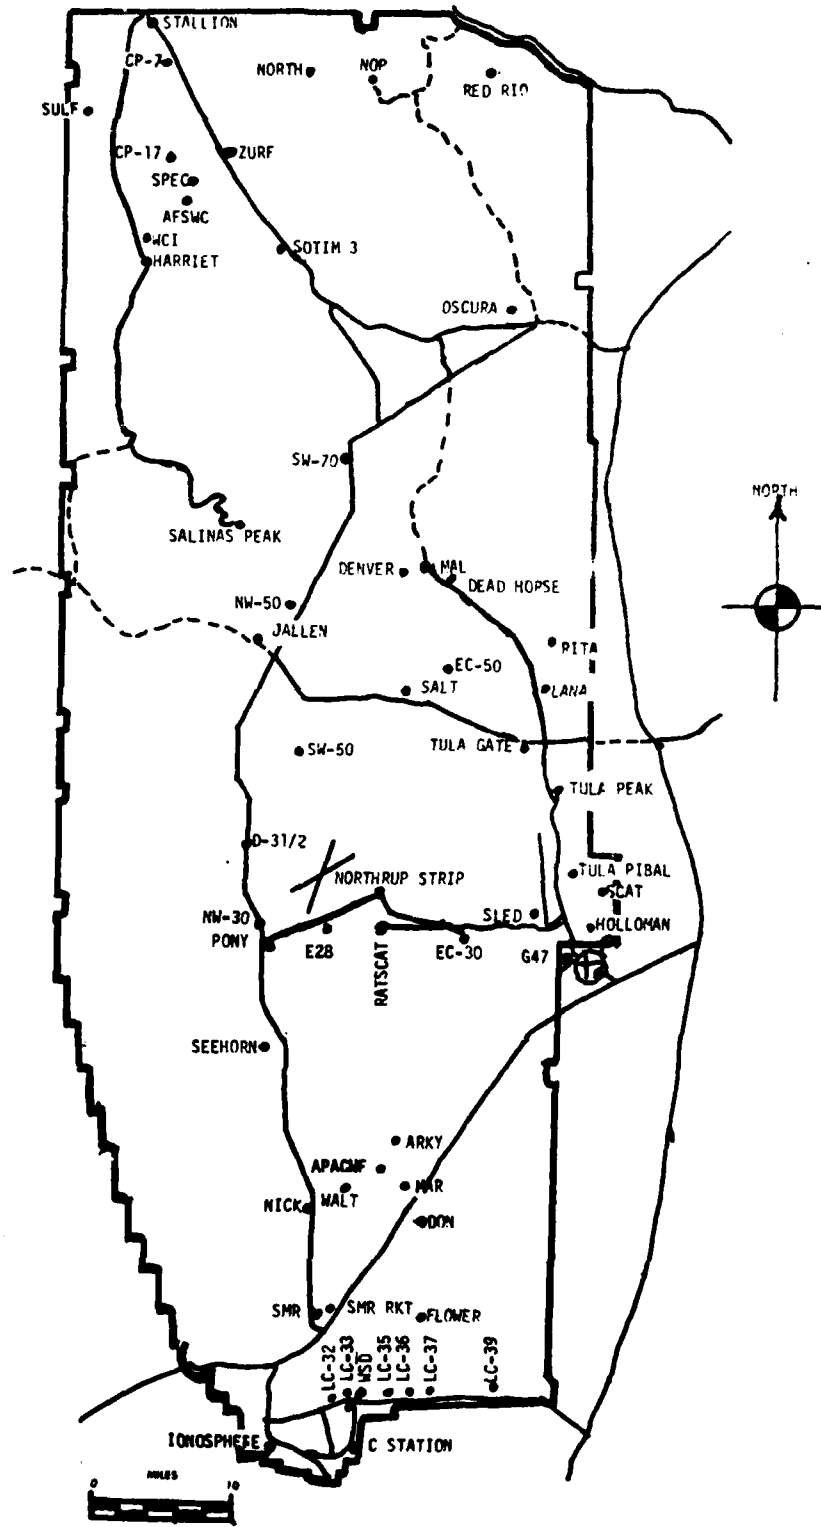 STALLION
CP-7
NORTH
NOP
RED RIO
SULF
CP-17
ZURF
SPEC
AFSWC
WCI
HARRIET
SOTIM 3
OSCURA
SW-70
NORTH
SALINAS PEAK
DENVER
MAL
DEAD HORSE
NW-50
JALLEN
RITA
EC-50
SALT
LANA
SW-50
TULA GATE
TULA PEAK
D-31/2
TULA PIBAL
NORTHRUP STRIP
SCAT
NW-30
SLED
HOLLOMAN
PONY
E28
RATSCAT
EC-30
G47
SEEHORN
ARKY
APACWF
MAR
NICK
WALT
DON
SMR
SMR RKT
FLOWER
LC-32
LC-33
WSD
LC-35
LC-36
LC-37
LC-39
IONOSPHERE
C STATION
0 MILES 10